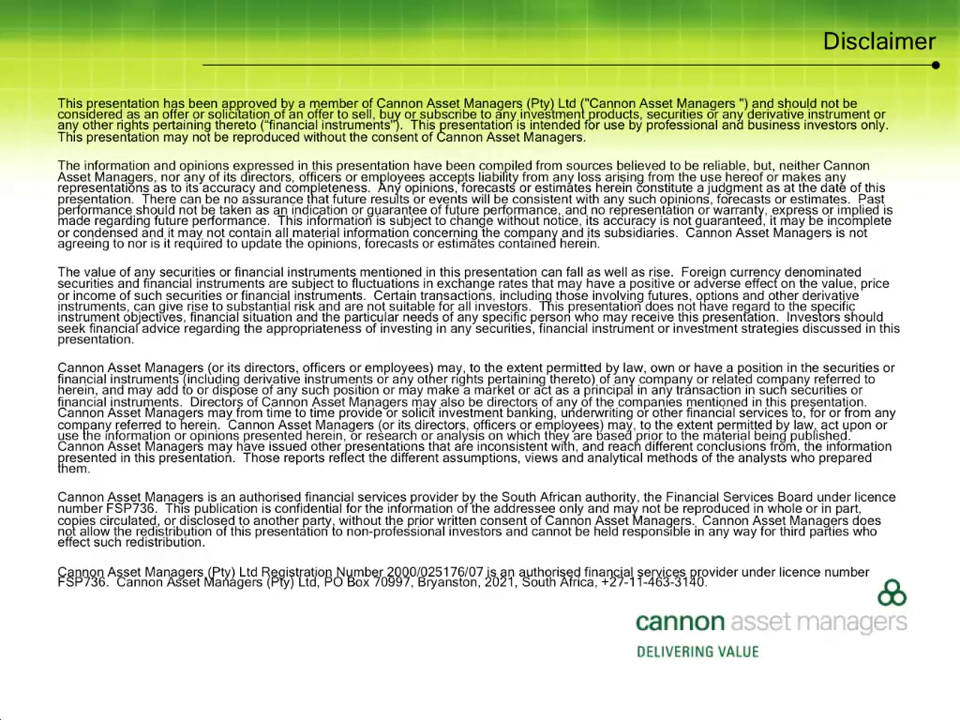 Disclaimer
This presentation has been approved by a member of Cannon Asset Managers (Pty) Ltd ("Cannon Asset Managers ") and should not be
considered as an offer or solicitation of an offer to sell, buy or subscribe to any investment products, securities or any derivative instrument or
any other rights pertaining thereto (“financial instruments”).  This presentation is intended for use by professional and business investors only.
This presentation may not be reproduced without the consent of Cannon Asset Managers.
The information and opinions expressed in this presentation have been compiled from sources believed to be reliable, but, neither Cannon
Asset Managers, nor any of its directors, officers or employees accepts liability from any loss arising from the use hereof or makes any
representations as to its accuracy and completeness.  Any opinions, forecasts or estimates herein constitute a judgment as at the date of this
presentation.  There can be no assurance that future results or events will be consistent with any such opinions, forecasts or estimates.  Past
performance should not be taken as an indication or guarantee of future performance, and no representation or warranty, express or implied is
made regarding future performance.  This information is subject to change without notice, its accuracy is not guaranteed, it may be incomplete
or condensed and it may not contain all material information concerning the company and its subsidiaries.  Cannon Asset Managers is not
agreeing to nor is it required to update the opinions, forecasts or estimates contained herein.
The value of any securities or financial instruments mentioned in this presentation can fall as well as rise.  Foreign currency denominated
securities and financial instruments are subject to fluctuations in exchange rates that may have a positive or adverse effect on the value, price
or income of such securities or financial instruments.  Certain transactions, including those involving futures, options and other derivative
instruments, can give rise to substantial risk and are not suitable for all investors.  This presentation does not have regard to the specific
instrument objectives, financial situation and the particular needs of any specific person who may receive this presentation.  Investors should
seek financial advice regarding the appropriateness of investing in any securities, financial instrument or investment strategies discussed in this
presentation.
Cannon Asset Managers (or its directors, officers or employees) may, to the extent permitted by law, own or have a position in the securities or
financial instruments (including derivative instruments or any other rights pertaining thereto) of any company or related company referred to
herein, and may add to or dispose of any such position or may make a market or act as a principal in any transaction in such securities or
financial instruments.  Directors of Cannon Asset Managers may also be directors of any of the companies mentioned in this presentation.
Cannon Asset Managers may from time to time provide or solicit investment banking, underwriting or other financial services to, for or from any
company referred to herein.  Cannon Asset Managers (or its directors, officers or employees) may, to the extent permitted by law, act upon or
use the information or opinions presented herein, or research or analysis on which they are based prior to the material being published.
Cannon Asset Managers may have issued other presentations that are inconsistent with, and reach different conclusions from, the information
presented in this presentation.  Those reports reflect the different assumptions, views and analytical methods of the analysts who prepared
them.
Cannon Asset Managers is an authorised financial services provider by the South African authority, the Financial Services Board under licence
number FSP736.  This publication is confidential for the information of the addressee only and may not be reproduced in whole or in part,
copies circulated, or disclosed to another party, without the prior written consent of Cannon Asset Managers.  Cannon Asset Managers does
not allow the redistribution of this presentation to non-professional investors and cannot be held responsible in any way for third parties who
effect such redistribution.
Cannon Asset Managers (Pty) Ltd Registration Number 2000/025176/07 is an authorised financial services provider under licence number
FSP736.  Cannon Asset Managers (Pty) Ltd, PO Box 70997, Bryanston, 2021, South Africa, +27-11-463-3140.
cannon asset managers
DELIVERING VALUE